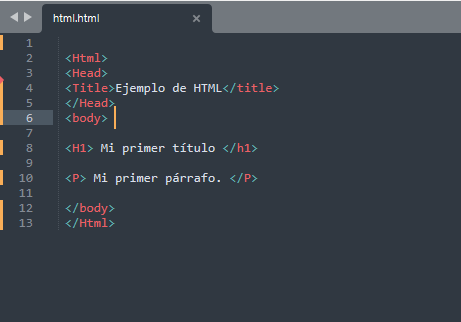 html.html
1
2 <Html>
3 <Head>
4 <Title>Ejemplo de HTML</title>
5 </Head>
6 <body>
7
8 <H1> Mi primer título </h1>
9
10 <P> Mi primer párrafo. </P>
11
12 </body>
13 </Html>